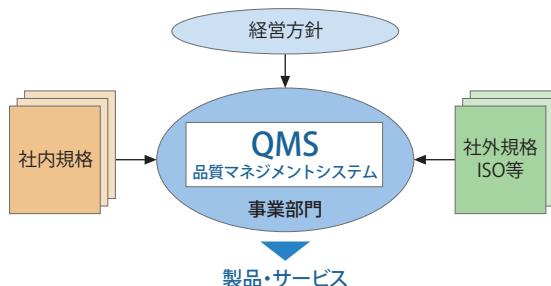 経営方針
社内規格
QMS
品質マネジメントシステム
事業部門
社外規格
ISO等
製品・サービス